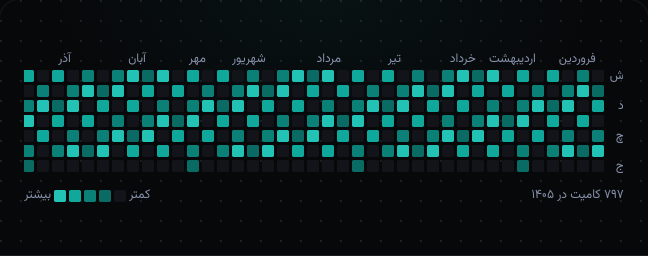 فروردین اردیبهشت خرداد تیر مرداد شهریور مهر آبان آذر
ش
د
چ
ج
۷۹۷ کامیت در ۱۴۰۵
کمتر بیشتر